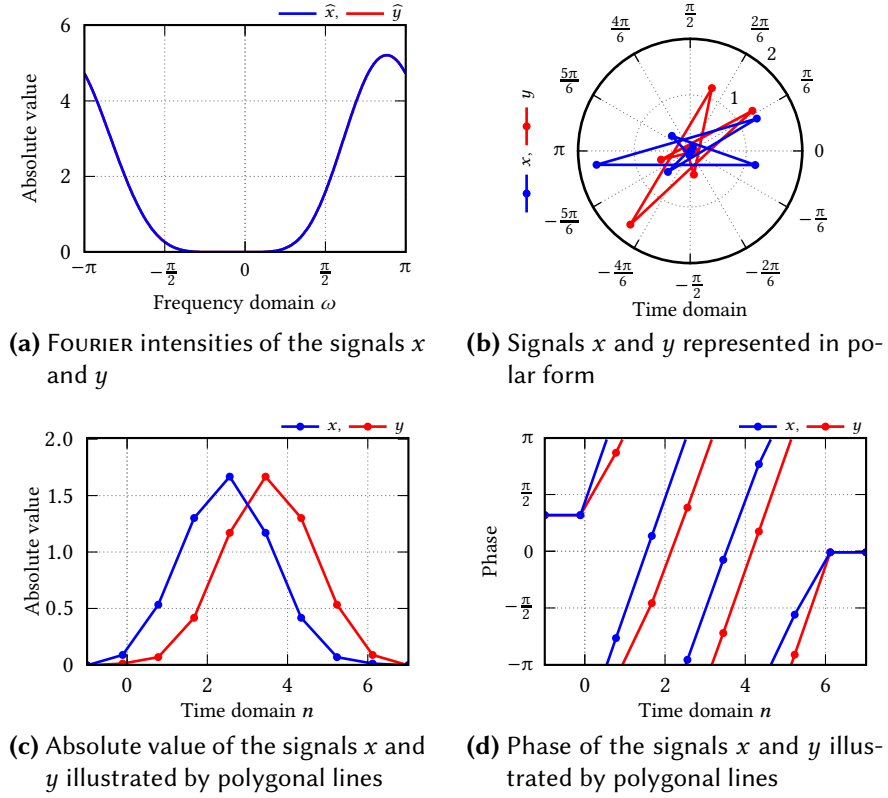 x̂, ŷ
6
4
2
0
Absolute value
−π
−π/2
0
π/2
π
Frequency domain ω
(a) FOURIER intensities of the signals x
and y
x, y
π/2
2π/6
π/6
0
−π/6
−2π/6
−π/2
−4π/6
−5π/6
π
5π/6
4π/6
1
2
Time domain
(b) Signals x and y represented in po-
lar form
x, y
2.0
1.5
1.0
0.5
0
Absolute value
0 2 4 6
Time domain n
(c) Absolute value of the signals x and
y illustrated by polygonal lines
x, y
π
π/2
0
−π/2
−π
Phase
0 2 4 6
Time domain n
(d) Phase of the signals x and y illus-
trated by polygonal lines